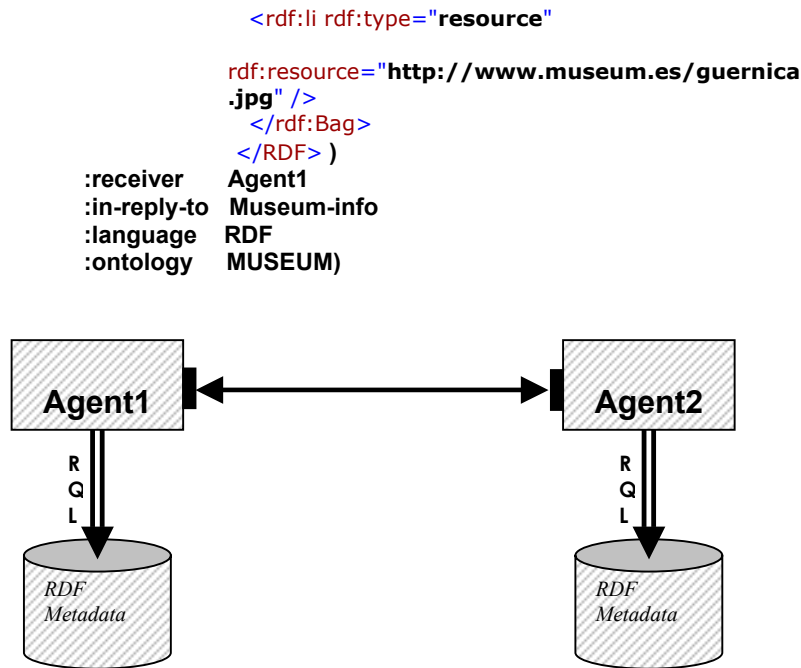 <rdf:li rdf:type="resource"
rdf:resource="http://www.museum.es/guernica
.jpg" />
</rdf:Bag>
</RDF> )
:receiver Agent1
:in-reply-to Museum-info
:language RDF
:ontology MUSEUM)
Agent1
Agent2
R
Q
L
R
Q
L
RDF
Metadata
RDF
Metadata